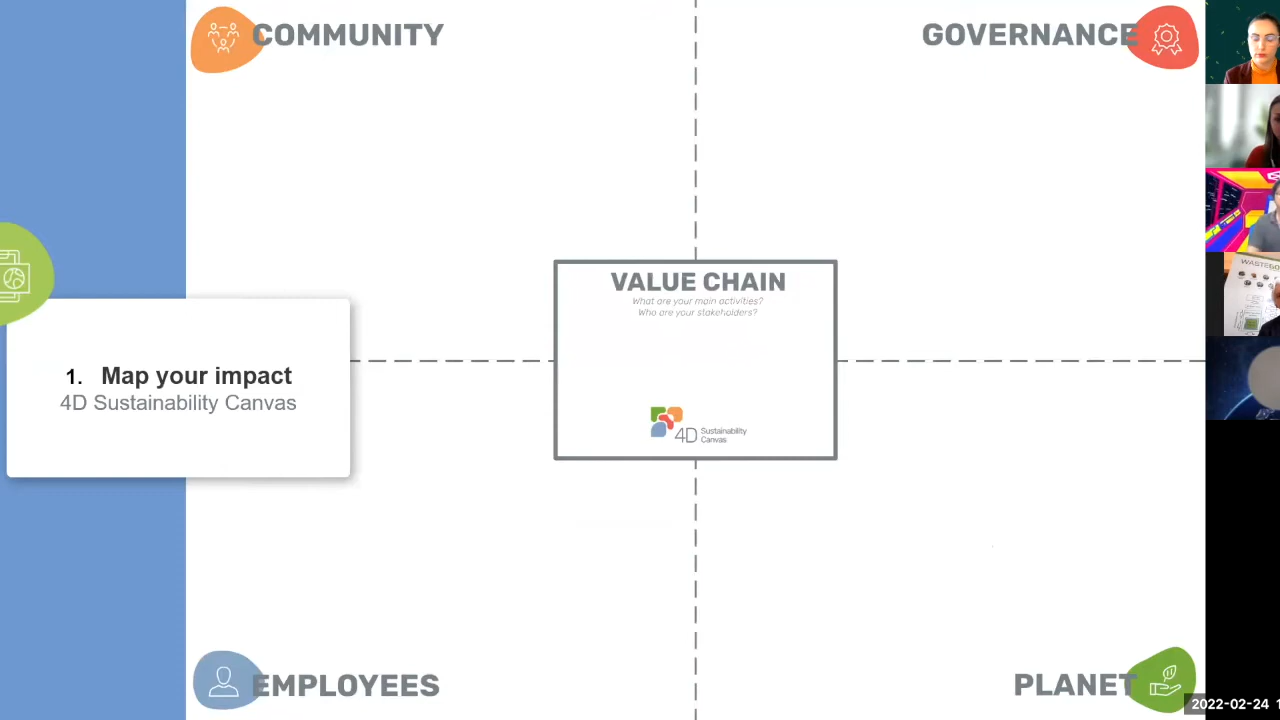 COMMUNITY
GOVERNANCE
VALUE CHAIN
What are your main activities?
Who are your stakeholders?
1. Map your impact
4D Sustainability Canvas
4D Sustainability
Canvas
EMPLOYEES
PLANET
2022-02-24